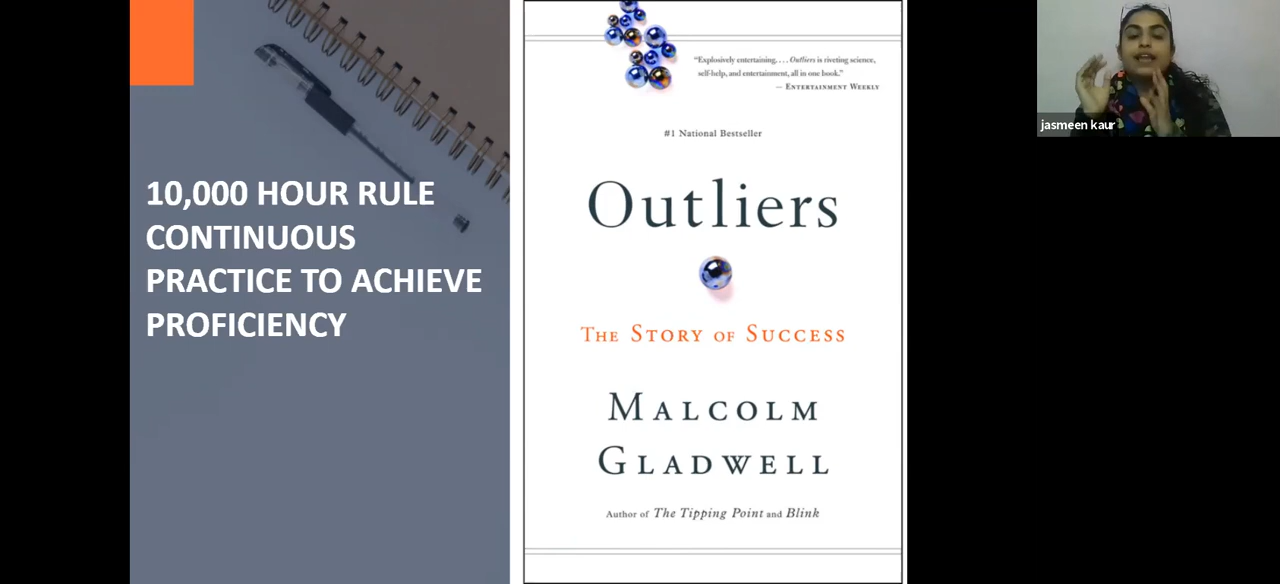 10,000 HOUR RULE
CONTINUOUS
PRACTICE TO ACHIEVE
PROFICIENCY
"Explosively entertaining. . . . Outliers is riveting science,
self-help, and entertainment, all in one book."
— ENTERTAINMENT WEEKLY
#1 National Bestseller
Outliers
THE STORY OF SUCCESS
MALCOLM
GLADWELL
Author of The Tipping Point and Blink
jasmeen kaur